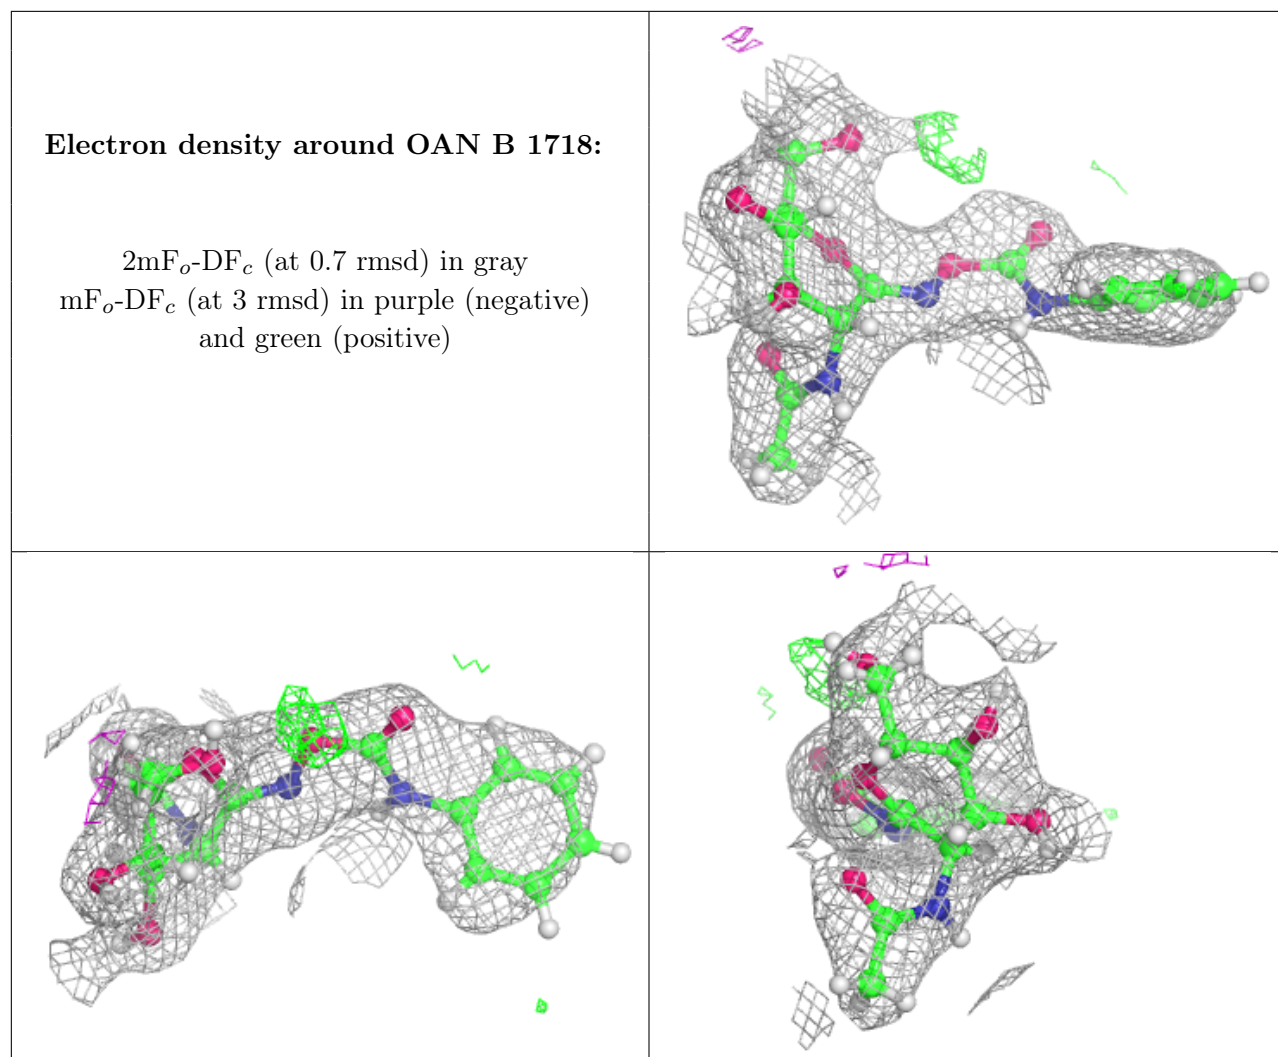 Electron density around OAN B 1718:
2mFₒ-DF𝒸 (at 0.7 rmsd) in gray
mFₒ-DF𝒸 (at 3 rmsd) in purple (negative)
and green (positive)